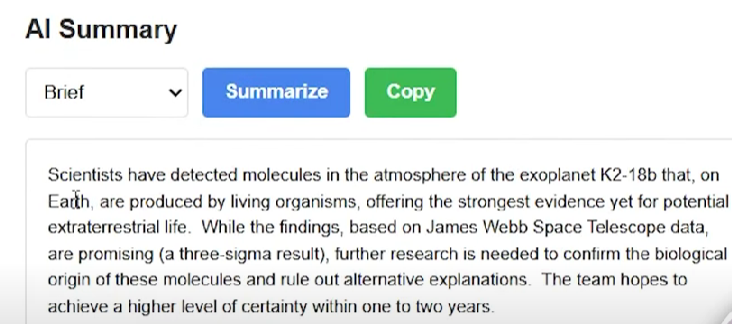 AI Summary
Brief Summarize Copy
Scientists have detected molecules in the atmosphere of the exoplanet K2-18b that, on
Earth, are produced by living organisms, offering the strongest evidence yet for potential
extraterrestrial life. While the findings, based on James Webb Space Telescope data,
are promising (a three-sigma result), further research is needed to confirm the biological
origin of these molecules and rule out alternative explanations. The team hopes to
achieve a higher level of certainty within one to two years.